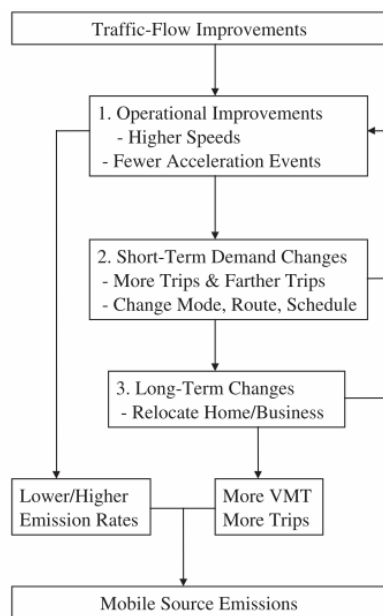 Traffic-Flow Improvements
1. Operational Improvements
- Higher Speeds
- Fewer Acceleration Events
2. Short-Term Demand Changes
- More Trips & Farther Trips
- Change Mode, Route, Schedule
3. Long-Term Changes
- Relocate Home/Business
Lower/Higher
Emission Rates
More VMT
More Trips
Mobile Source Emissions